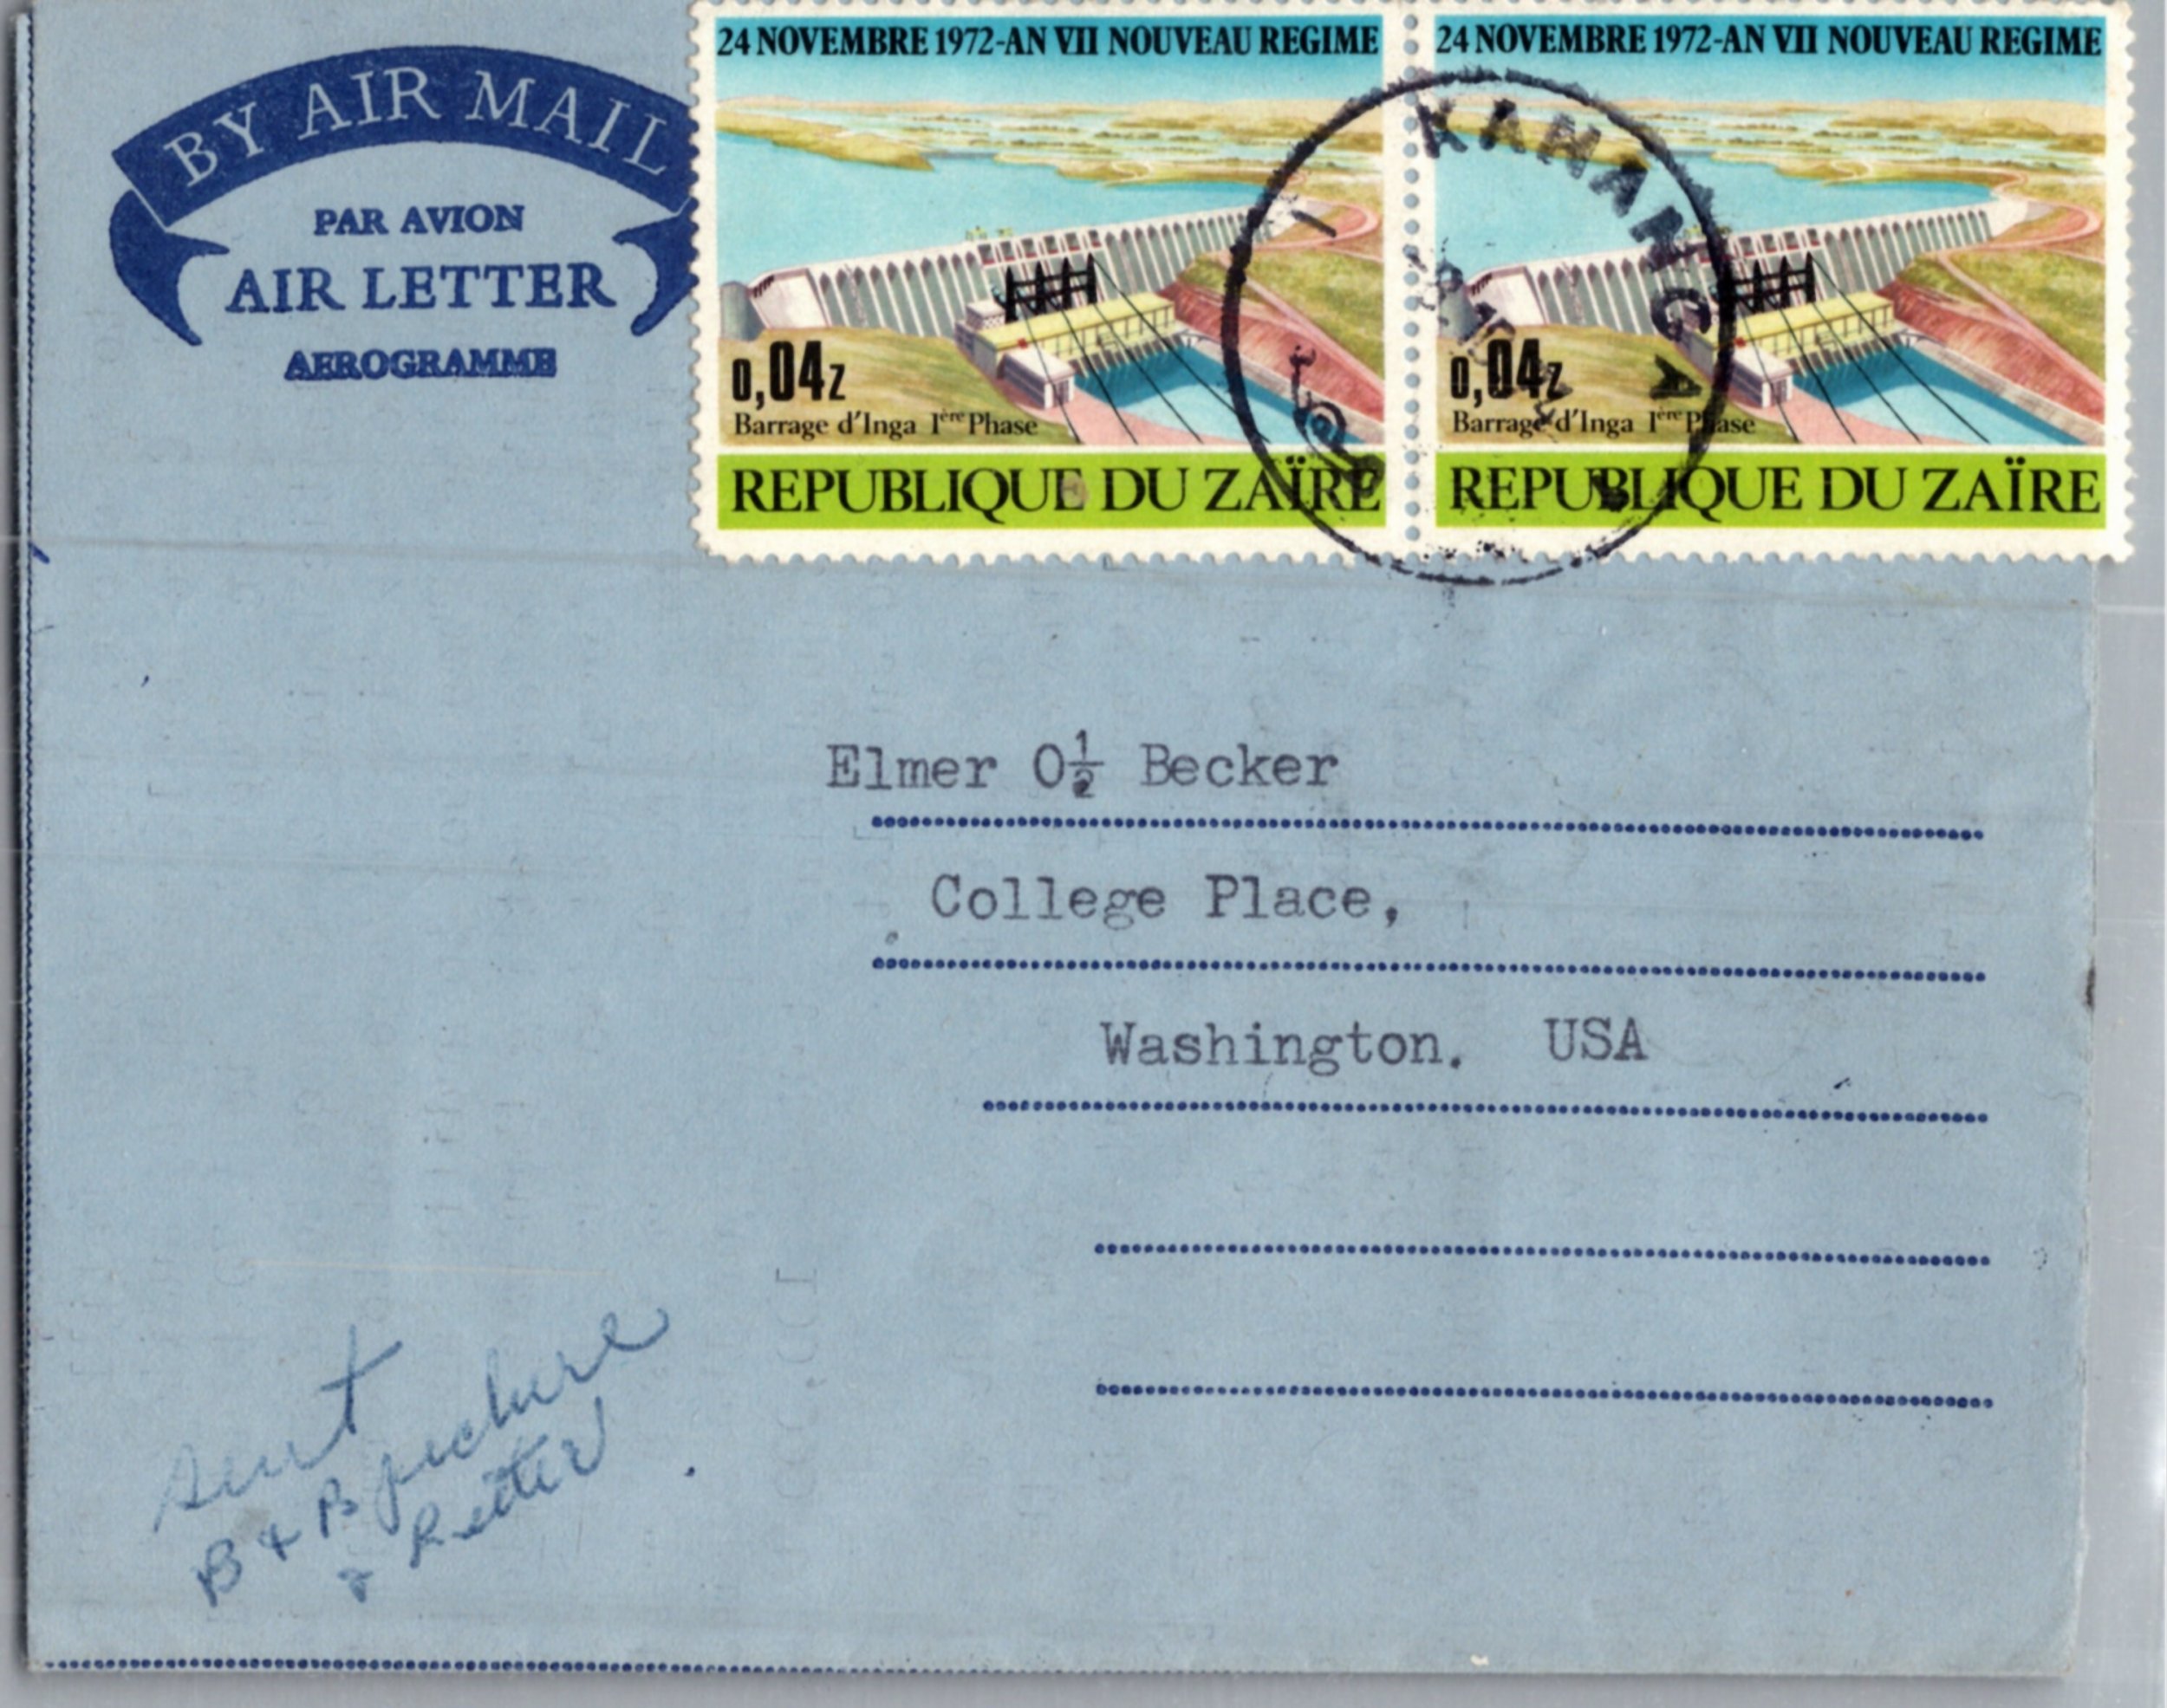 BY AIR MAIL
PAR AVION
AIR LETTER
AEROGRAMME
24 NOVEMBRE 1972-AN VII NOUVEAU REGIME
0,04Z
Barrage d'Inga 1ère Phase
REPUBLIQUE DU ZAÏRE
24 NOVEMBRE 1972-AN VII NOUVEAU REGIME
0,04Z
Barrage d'Inga 1ère Phase
REPUBLIQUE DU ZAÏRE
Elmer O½ Becker
College Place,
Washington. USA
sent
B + B picture
& letter